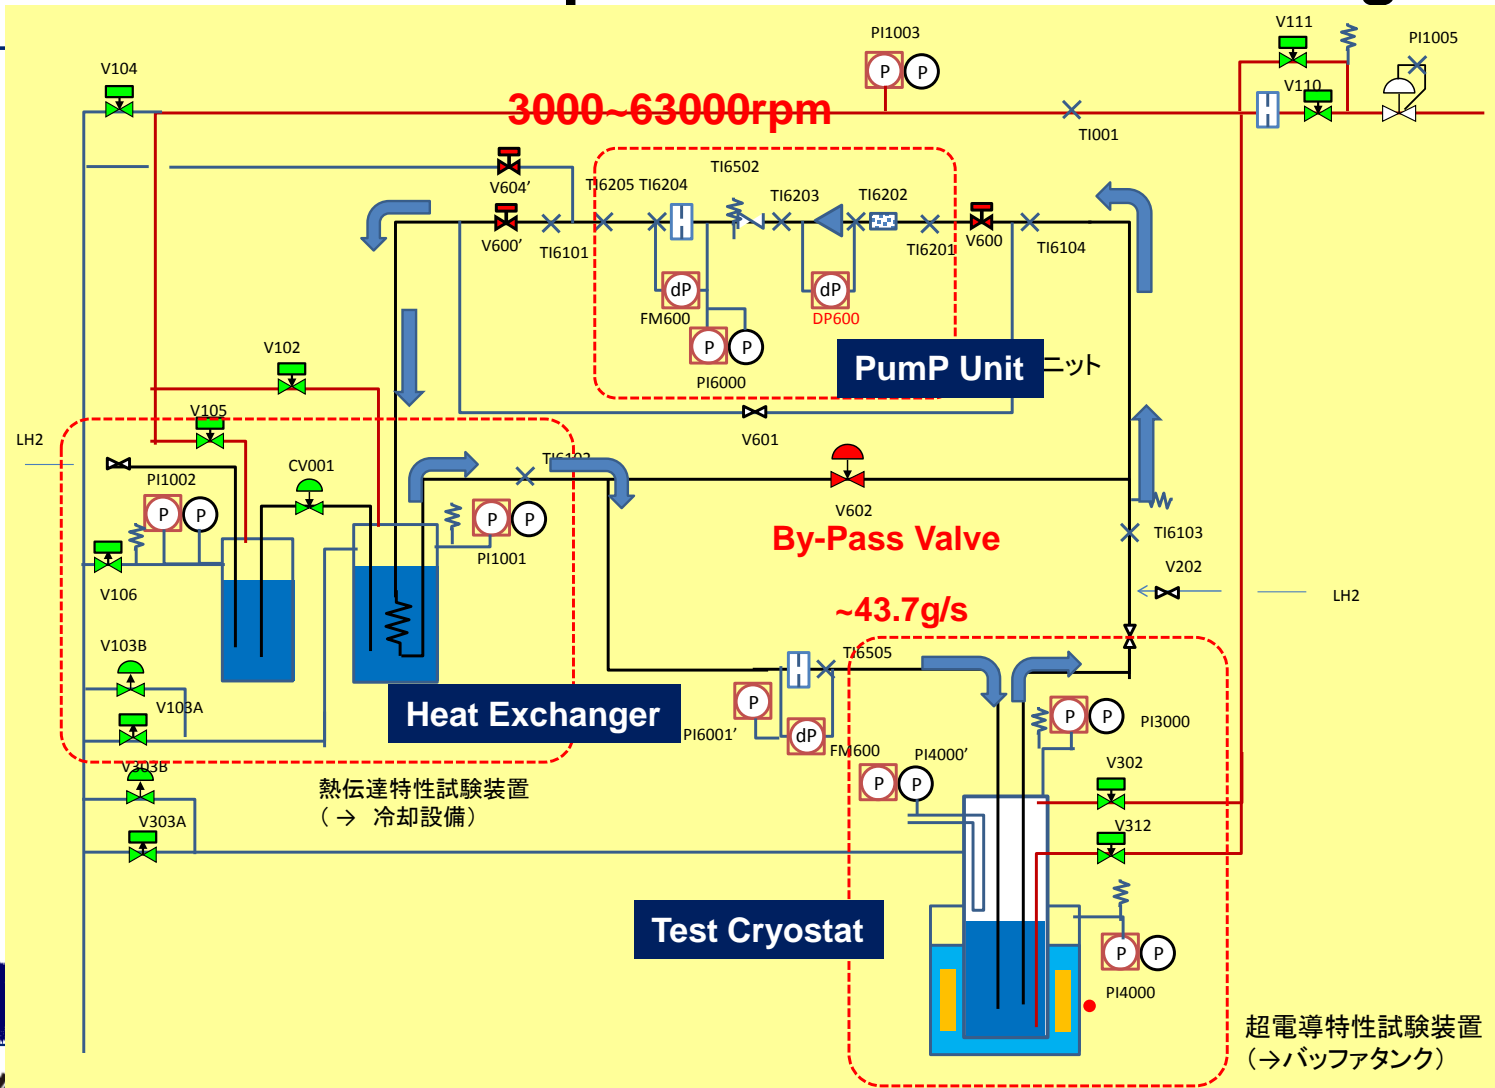 V111
PI1003
PI1005
V104
V110
3000~63000rpm
TI001
TI6502
V604’
TI6205
TI6204
TI6203
TI6202
V600’
TI6101
TI6201
V600
TI6104
dP
dP
FM600
DP600
P
P
P
P
PI6000
PumP Unit
ニット
V102
V105
V601
LH2
TI6102
PI1002
CV001
P
P
P
P
V602
PI1001
By-Pass Valve
TI6103
V106
V202
LH2
~43.7g/s
V103B
TI6505
V103A
Heat Exchanger
P
PI6001’
dP
FM600
P
P
PI3000
V303B
PI4000’
V302
熱伝達特性試験装置
（→ 冷却設備）
P
P
V303A
V312
Test Cryostat
P
P
PI4000
超電導特性試験装置
（→バッファタンク）